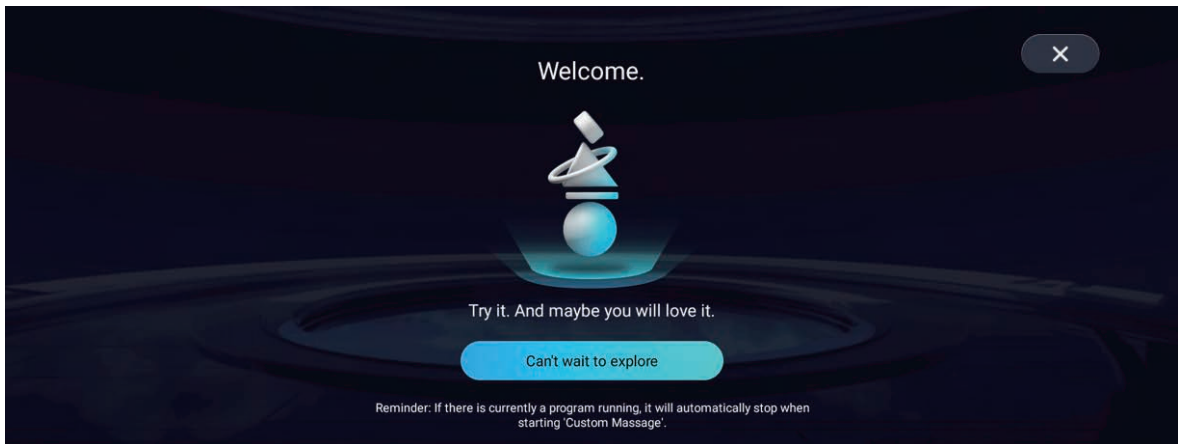 Welcome.
Try it. And maybe you will love it.
Can't wait to explore
Reminder: If there is currently a program running, it will automatically stop when
starting 'Custom Massage'.